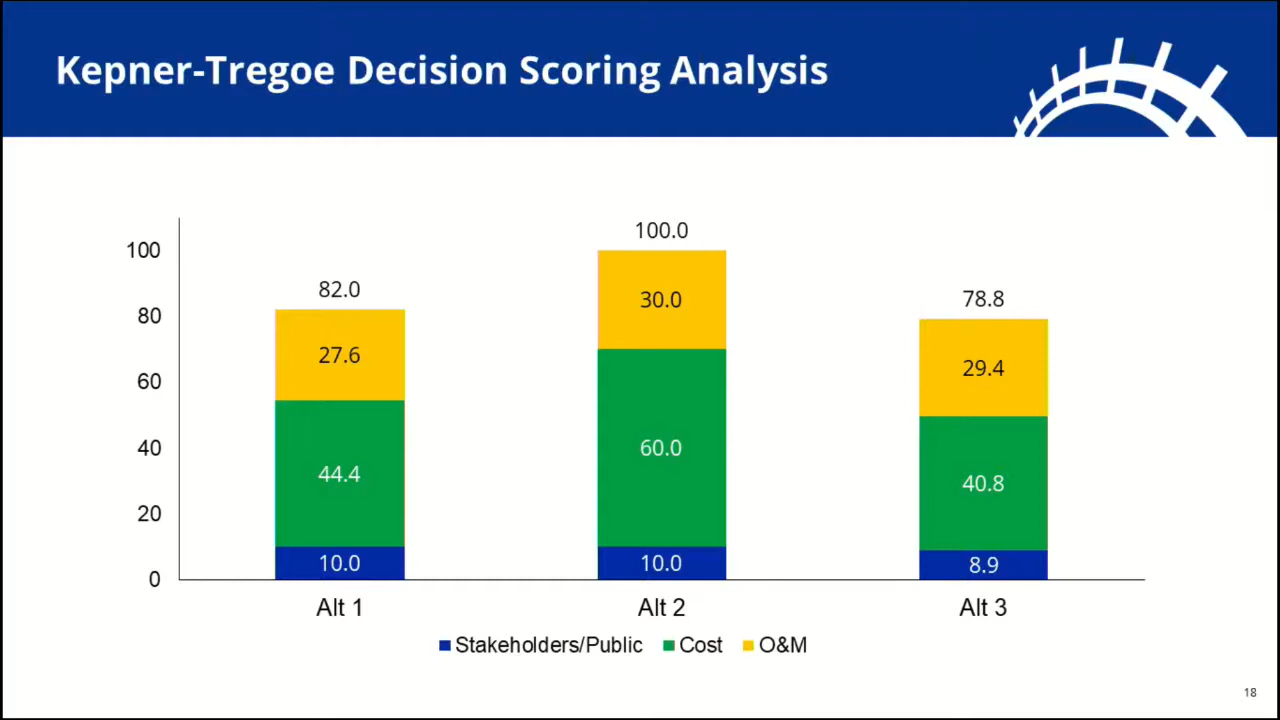 Kepner-Tregoe Decision Scoring Analysis
100.0
100
82.0
78.8
80
30.0
27.6
29.4
60
40
60.0
44.4
40.8
20
10.0
10.0
8.9
0
Alt 1
Alt 2
Alt 3
Stakeholders/Public
Cost
O&M
18